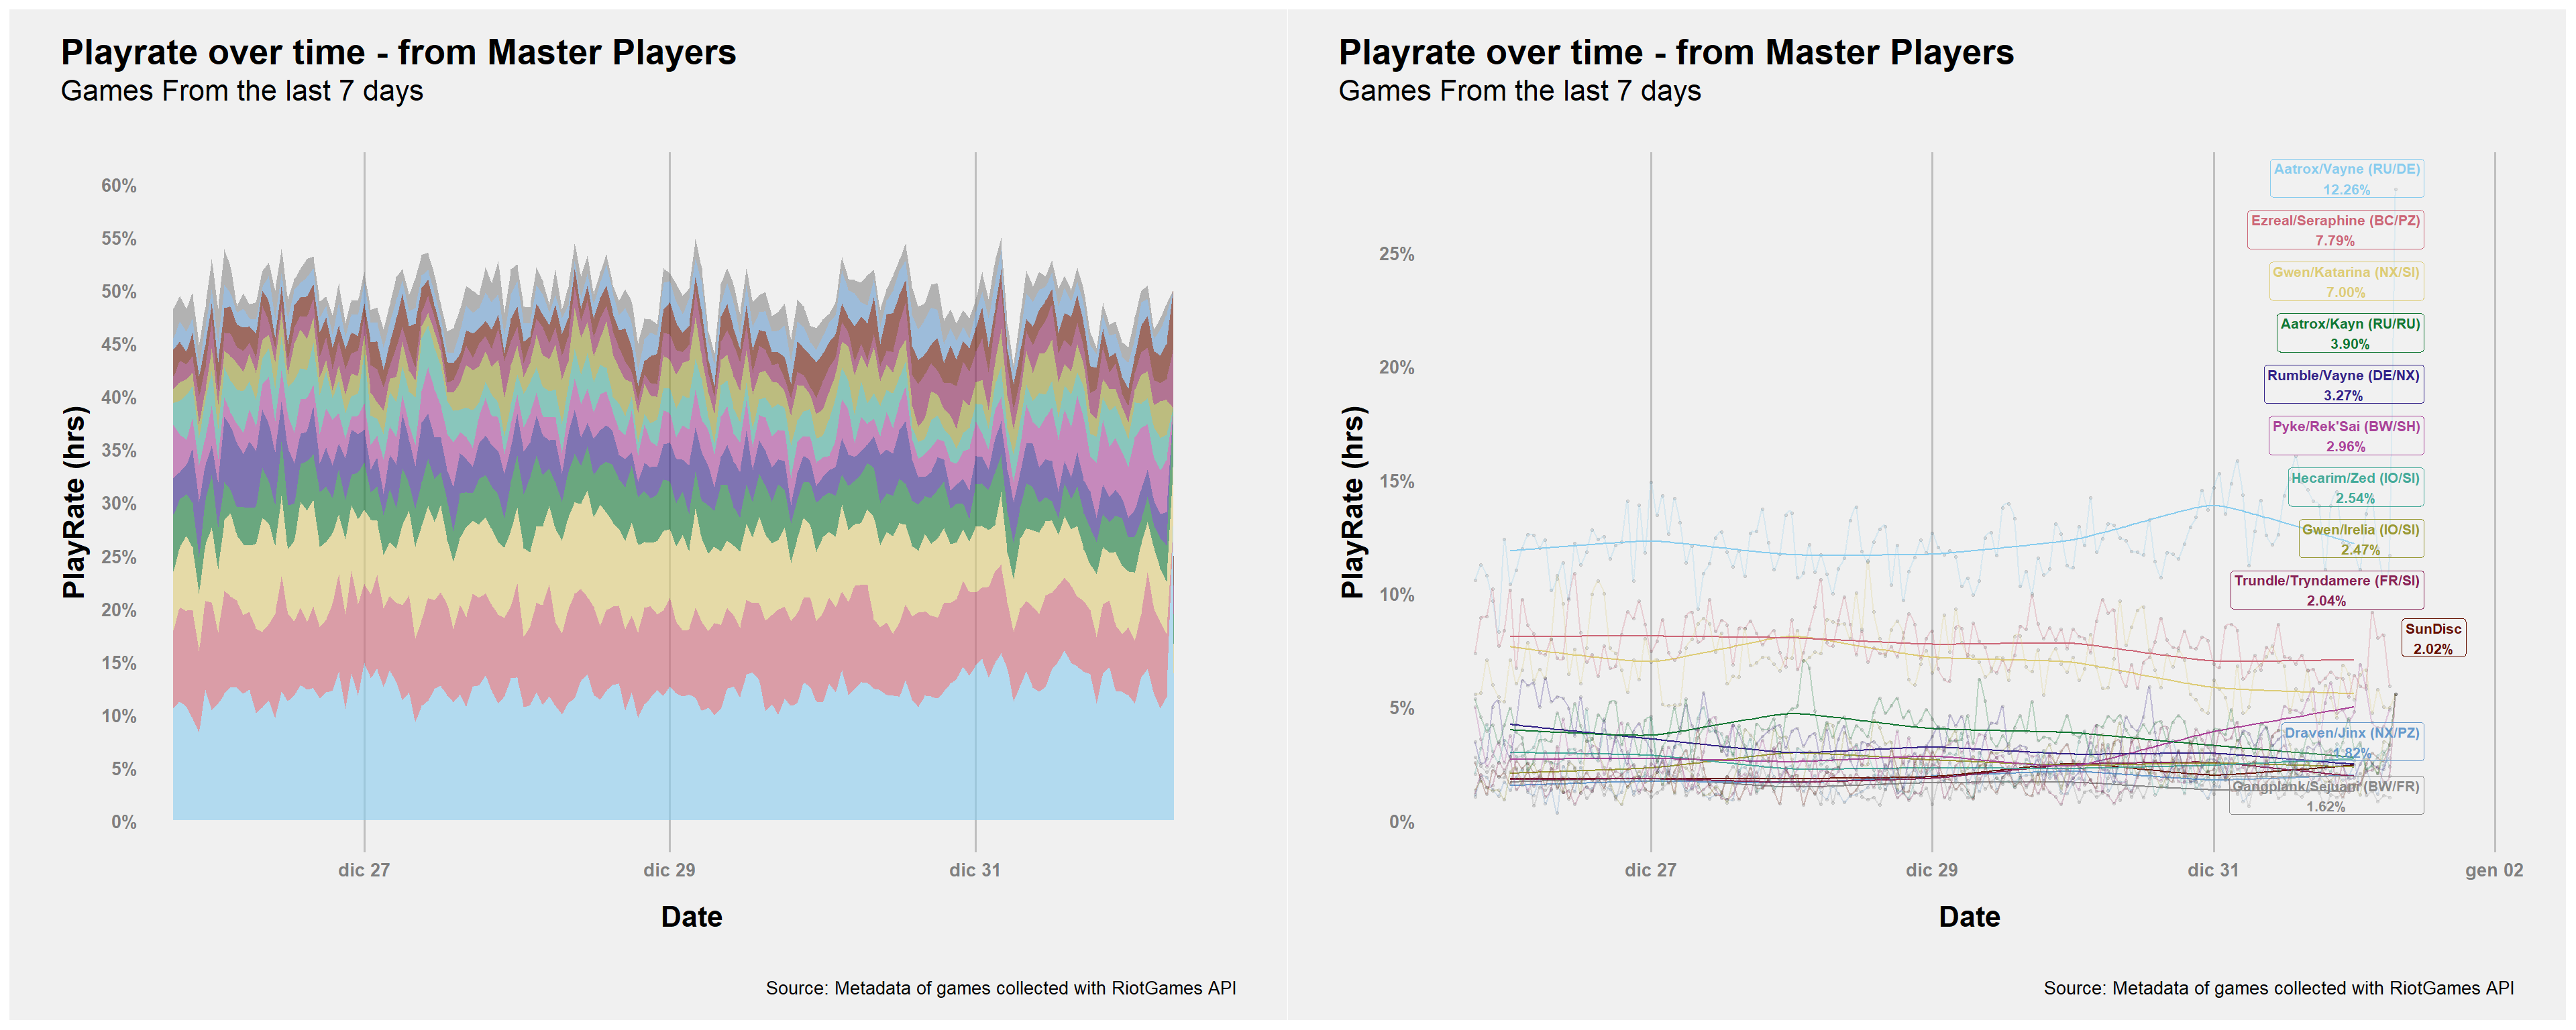 Playrate over time - from Master Players
Games From the last 7 days
60%
55%
50%
45%
40%
35%
30%
25%
20%
15%
10%
5%
0%
PlayRate (hrs)
dic 27
dic 29
dic 31
Date
Source: Metadata of games collected with RiotGames API
Playrate over time - from Master Players
Games From the last 7 days
25%
20%
15%
10%
5%
0%
PlayRate (hrs)
Aatrox/Vayne (RU/DE)
12.26%
Ezreal/Seraphine (BC/PZ)
7.79%
Gwen/Katarina (NX/SI)
7.00%
Aatrox/Kayn (RU/RU)
3.90%
Rumble/Vayne (DE/NX)
3.27%
Pyke/Rek'Sai (BW/SH)
2.96%
Hecarim/Zed (IO/SI)
2.54%
Gwen/Irelia (IO/SI)
2.47%
Trundle/Tryndamere (FR/SI)
2.04%
SunDisc
2.02%
Draven/Jinx (NX/PZ)
1.82%
Gangplank/Sejuani (BW/FR)
1.62%
dic 27
dic 29
dic 31
gen 02
Date
Source: Metadata of games collected with RiotGames API